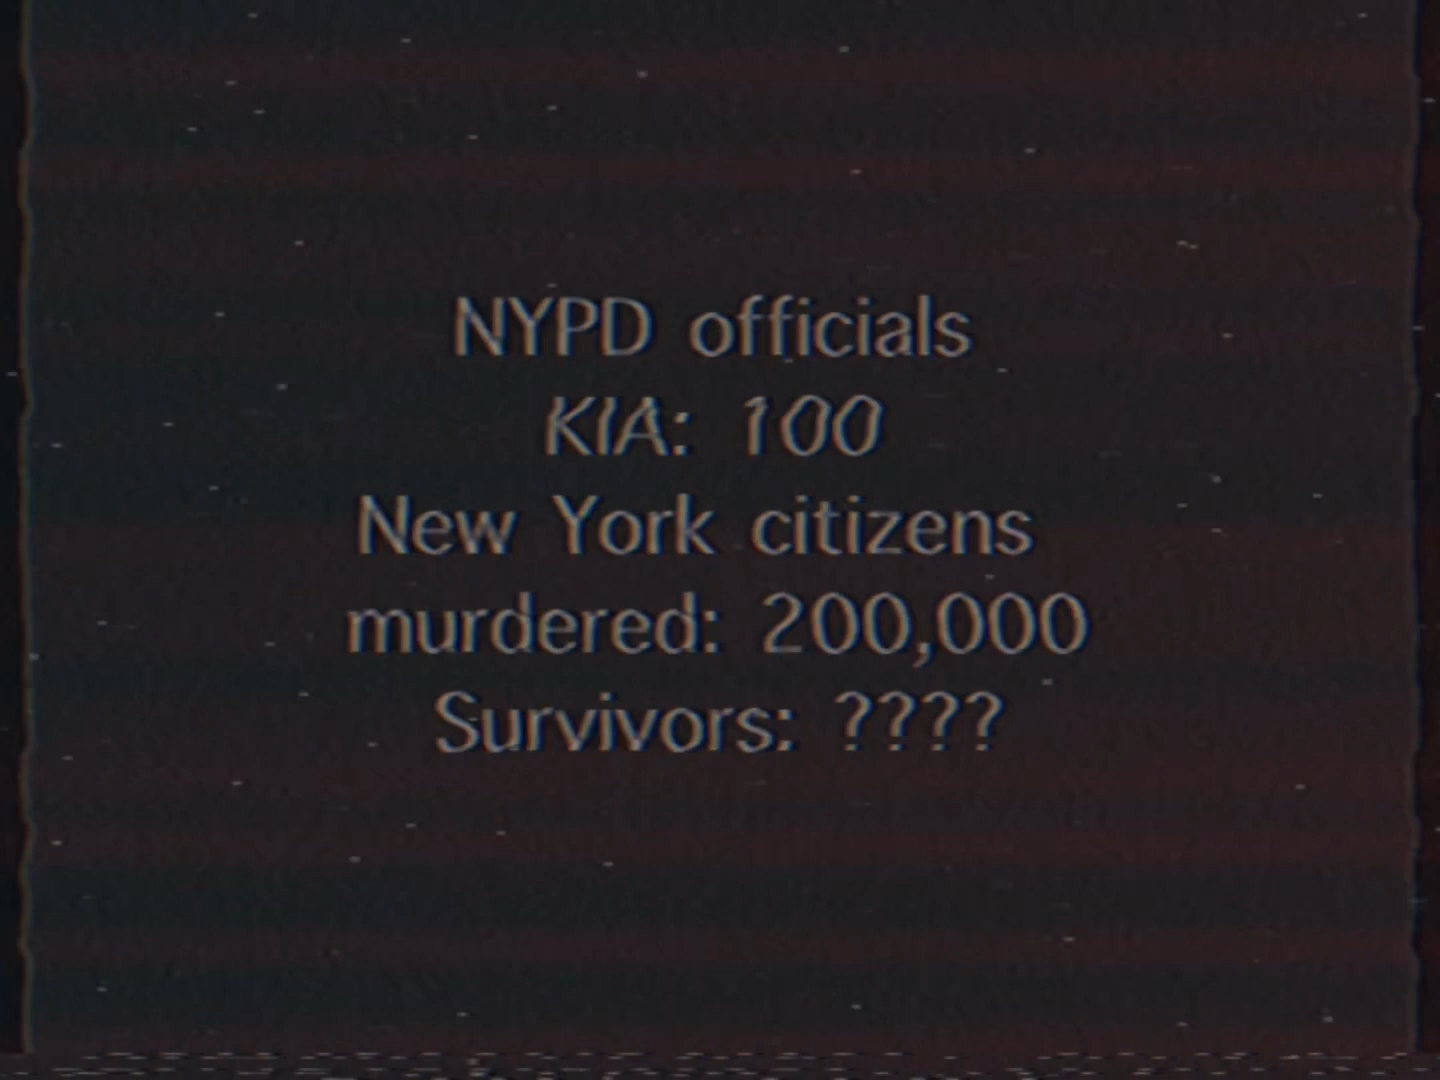 NYPD officials
KIA: 100
New York citizens
murdered: 200,000
Survivors: ????